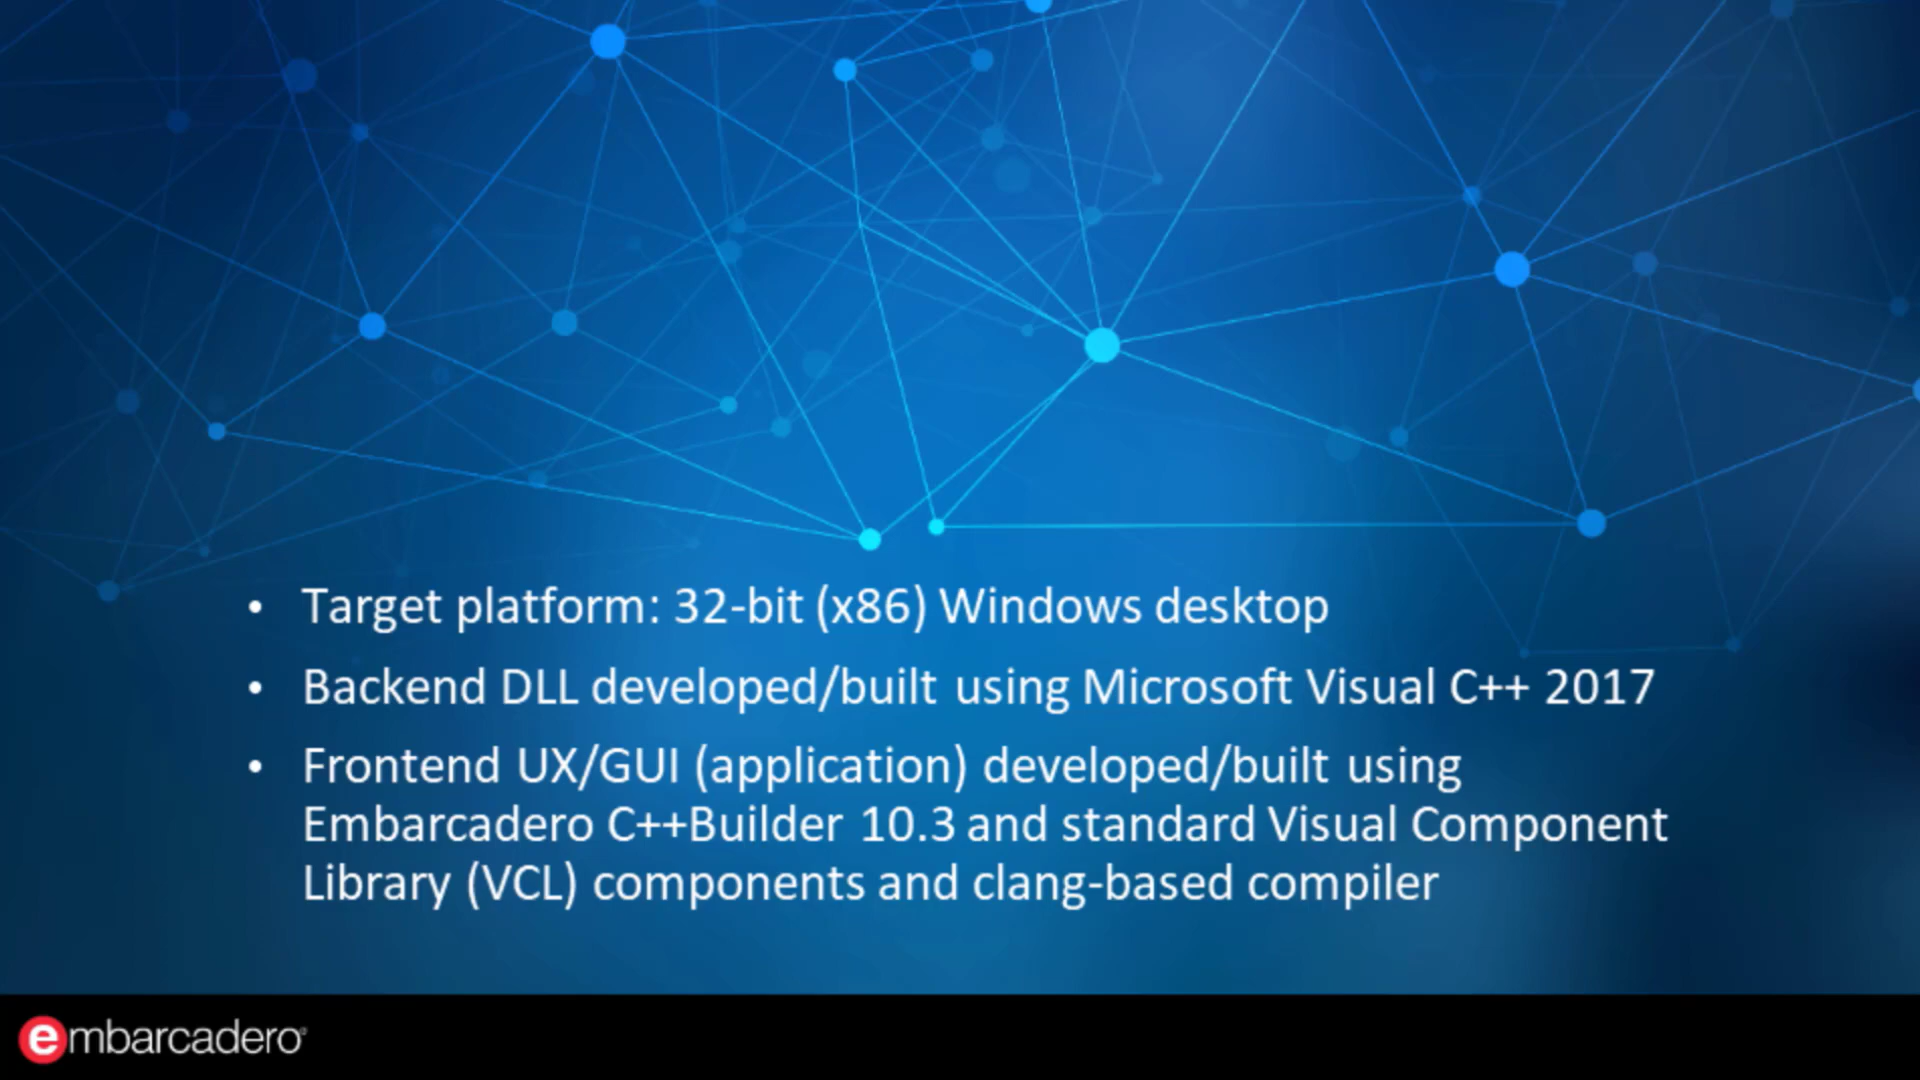 • Target platform: 32-bit (x86) Windows desktop
• Backend DLL developed/built using Microsoft Visual C++ 2017
• Frontend UX/GUI (application) developed/built using
Embarcadero C++Builder 10.3 and standard Visual Component
Library (VCL) components and clang-based compiler
embarcadero®